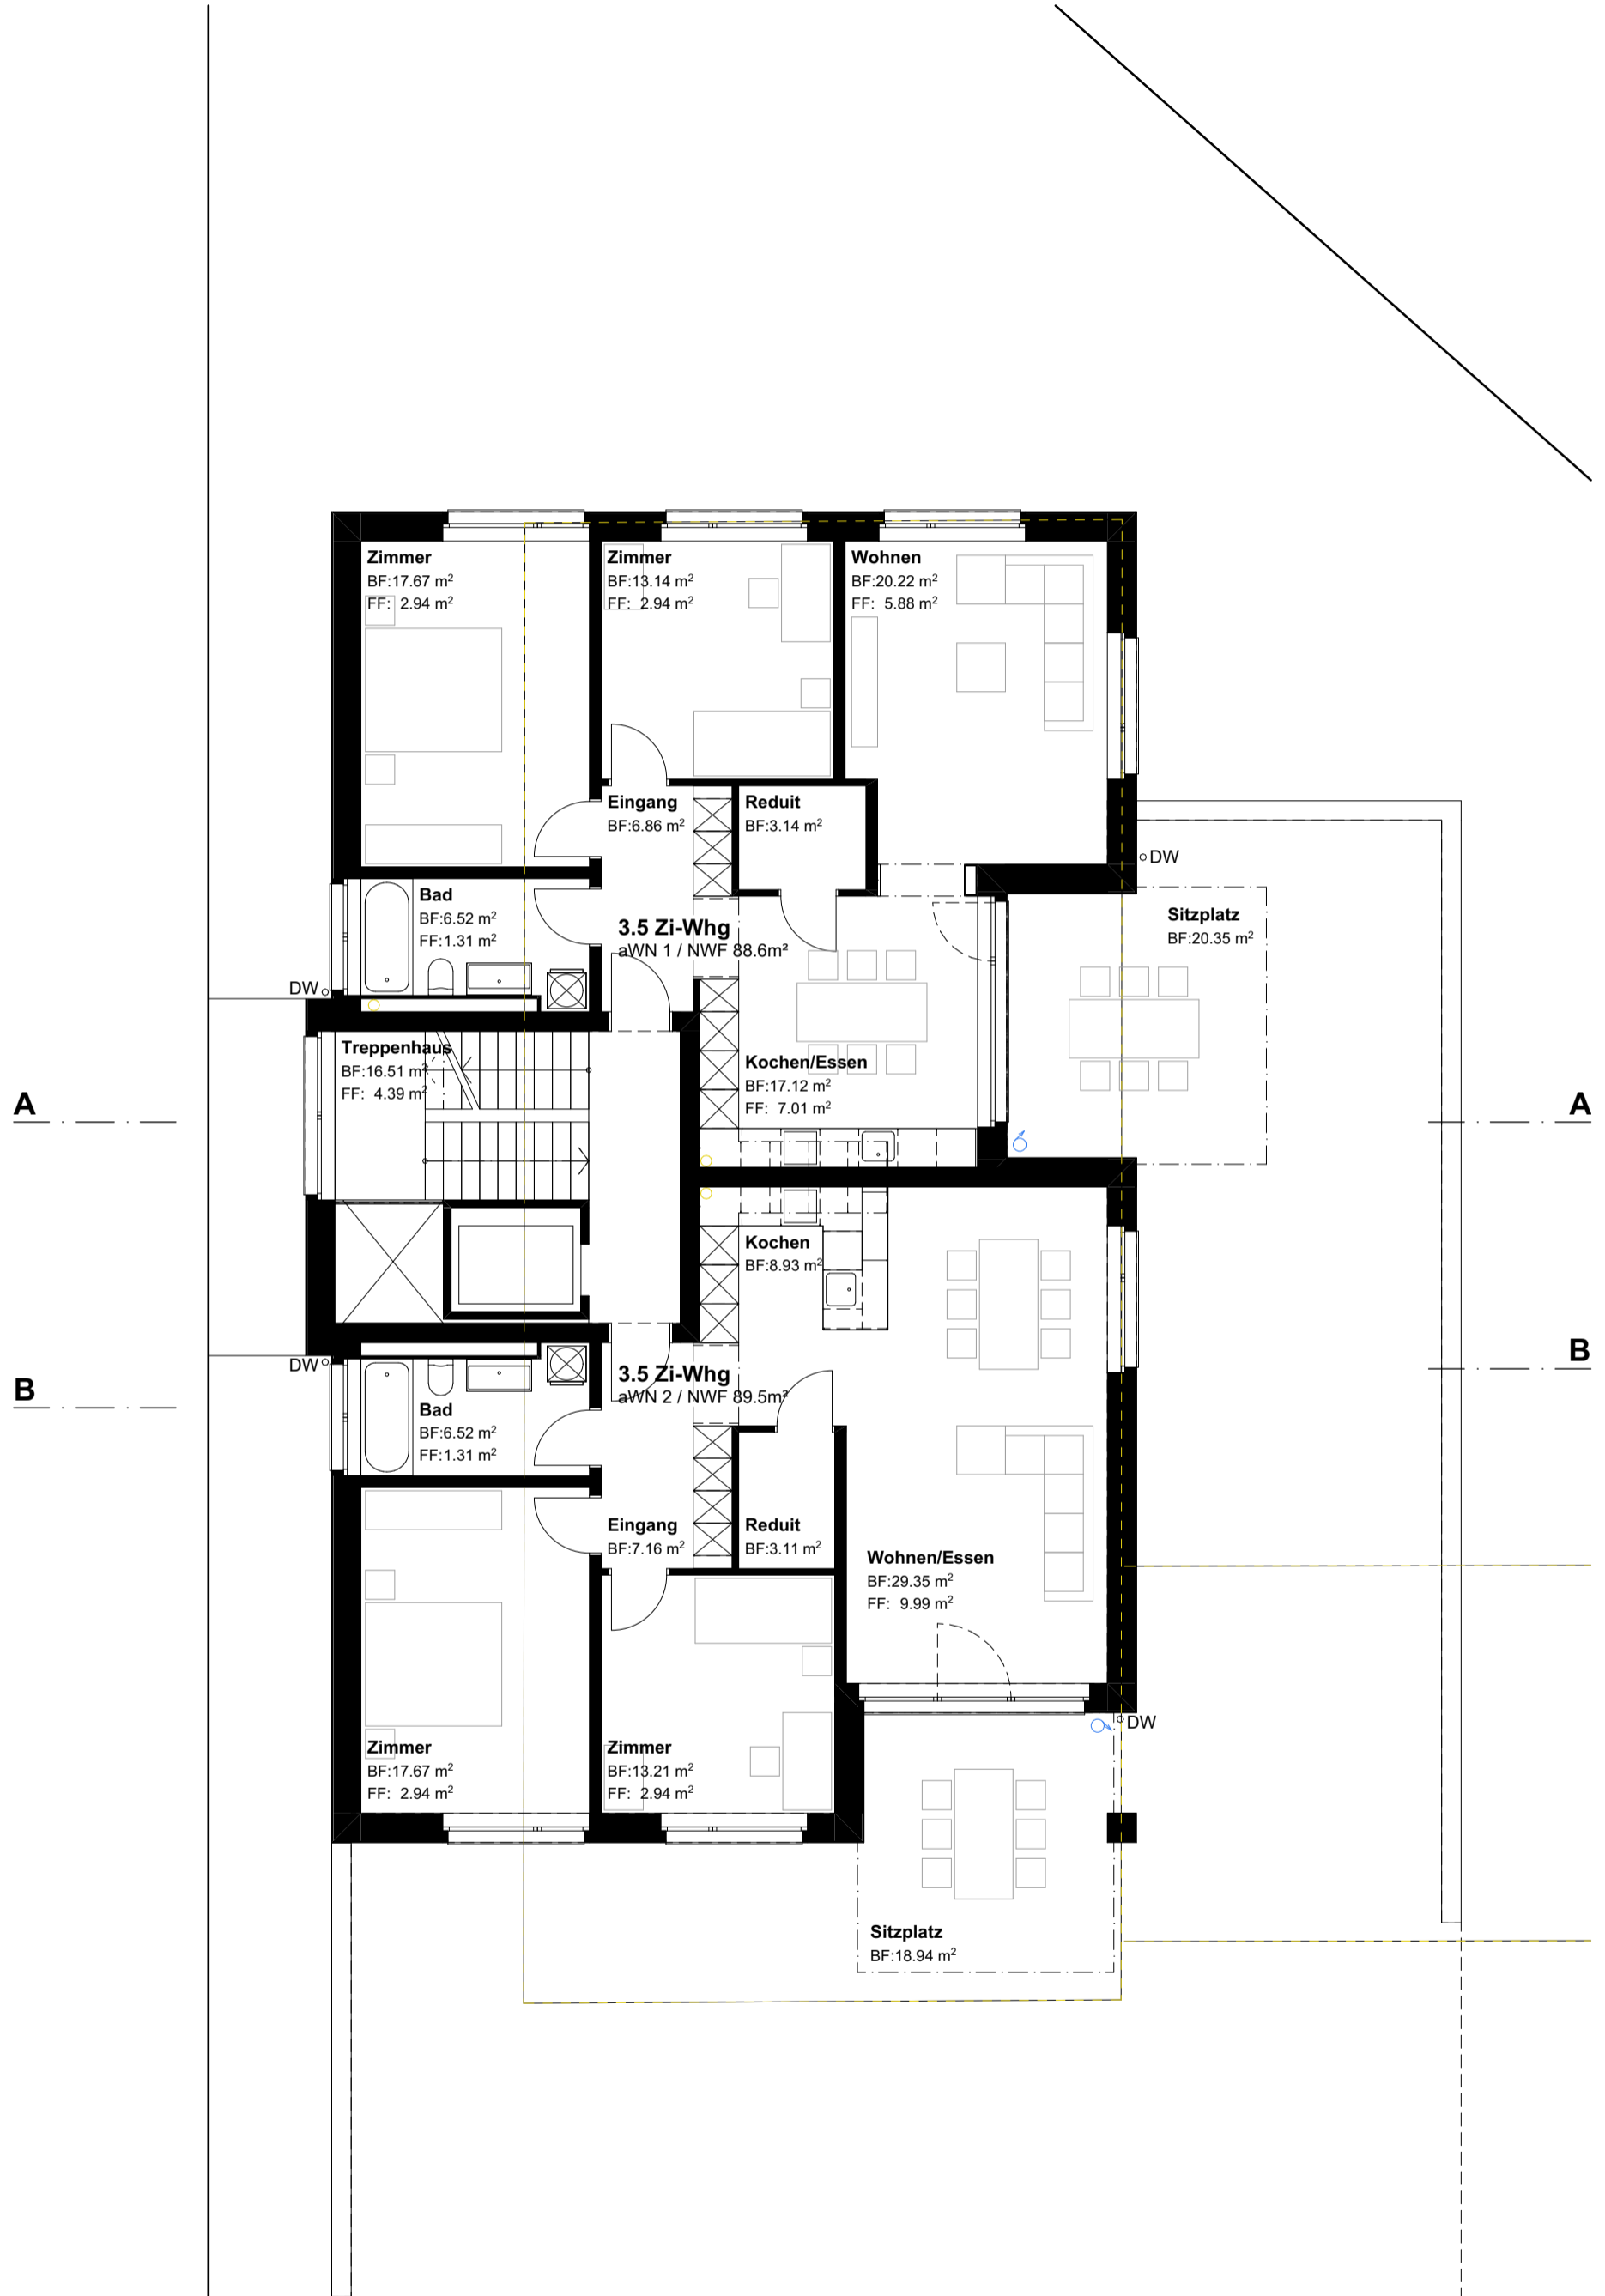 Zimmer
BF:17.67 m²
FF: 2.94 m²
Zimmer
BF:13.14 m²
FF: 2.94 m²
Wohnen
BF:20.22 m²
FF: 5.88 m²
Eingang
BF:6.86 m²
Reduit
BF:3.14 m²
DW
Bad
BF:6.52 m²
FF:1.31 m²
3.5 Zi-Whg
aWN 1 / NWF 88.6m²
Sitzplatz
BF:20.35 m²
DW
Treppenhaus
BF:16.51 m²
FF: 4.39 m²
Kochen/Essen
BF:17.12 m²
FF: 7.01 m²
A
A
Kochen
BF:8.93 m²
B
DW
3.5 Zi-Whg
aWN 2 / NWF 89.5m²
B
Bad
BF:6.52 m²
FF:1.31 m²
Eingang
BF:7.16 m²
Reduit
BF:3.11 m²
Wohnen/Essen
BF:29.35 m²
FF: 9.99 m²
DW
Zimmer
BF:17.67 m²
FF: 2.94 m²
Zimmer
BF:13.21 m²
FF: 2.94 m²
Sitzplatz
BF:18.94 m²